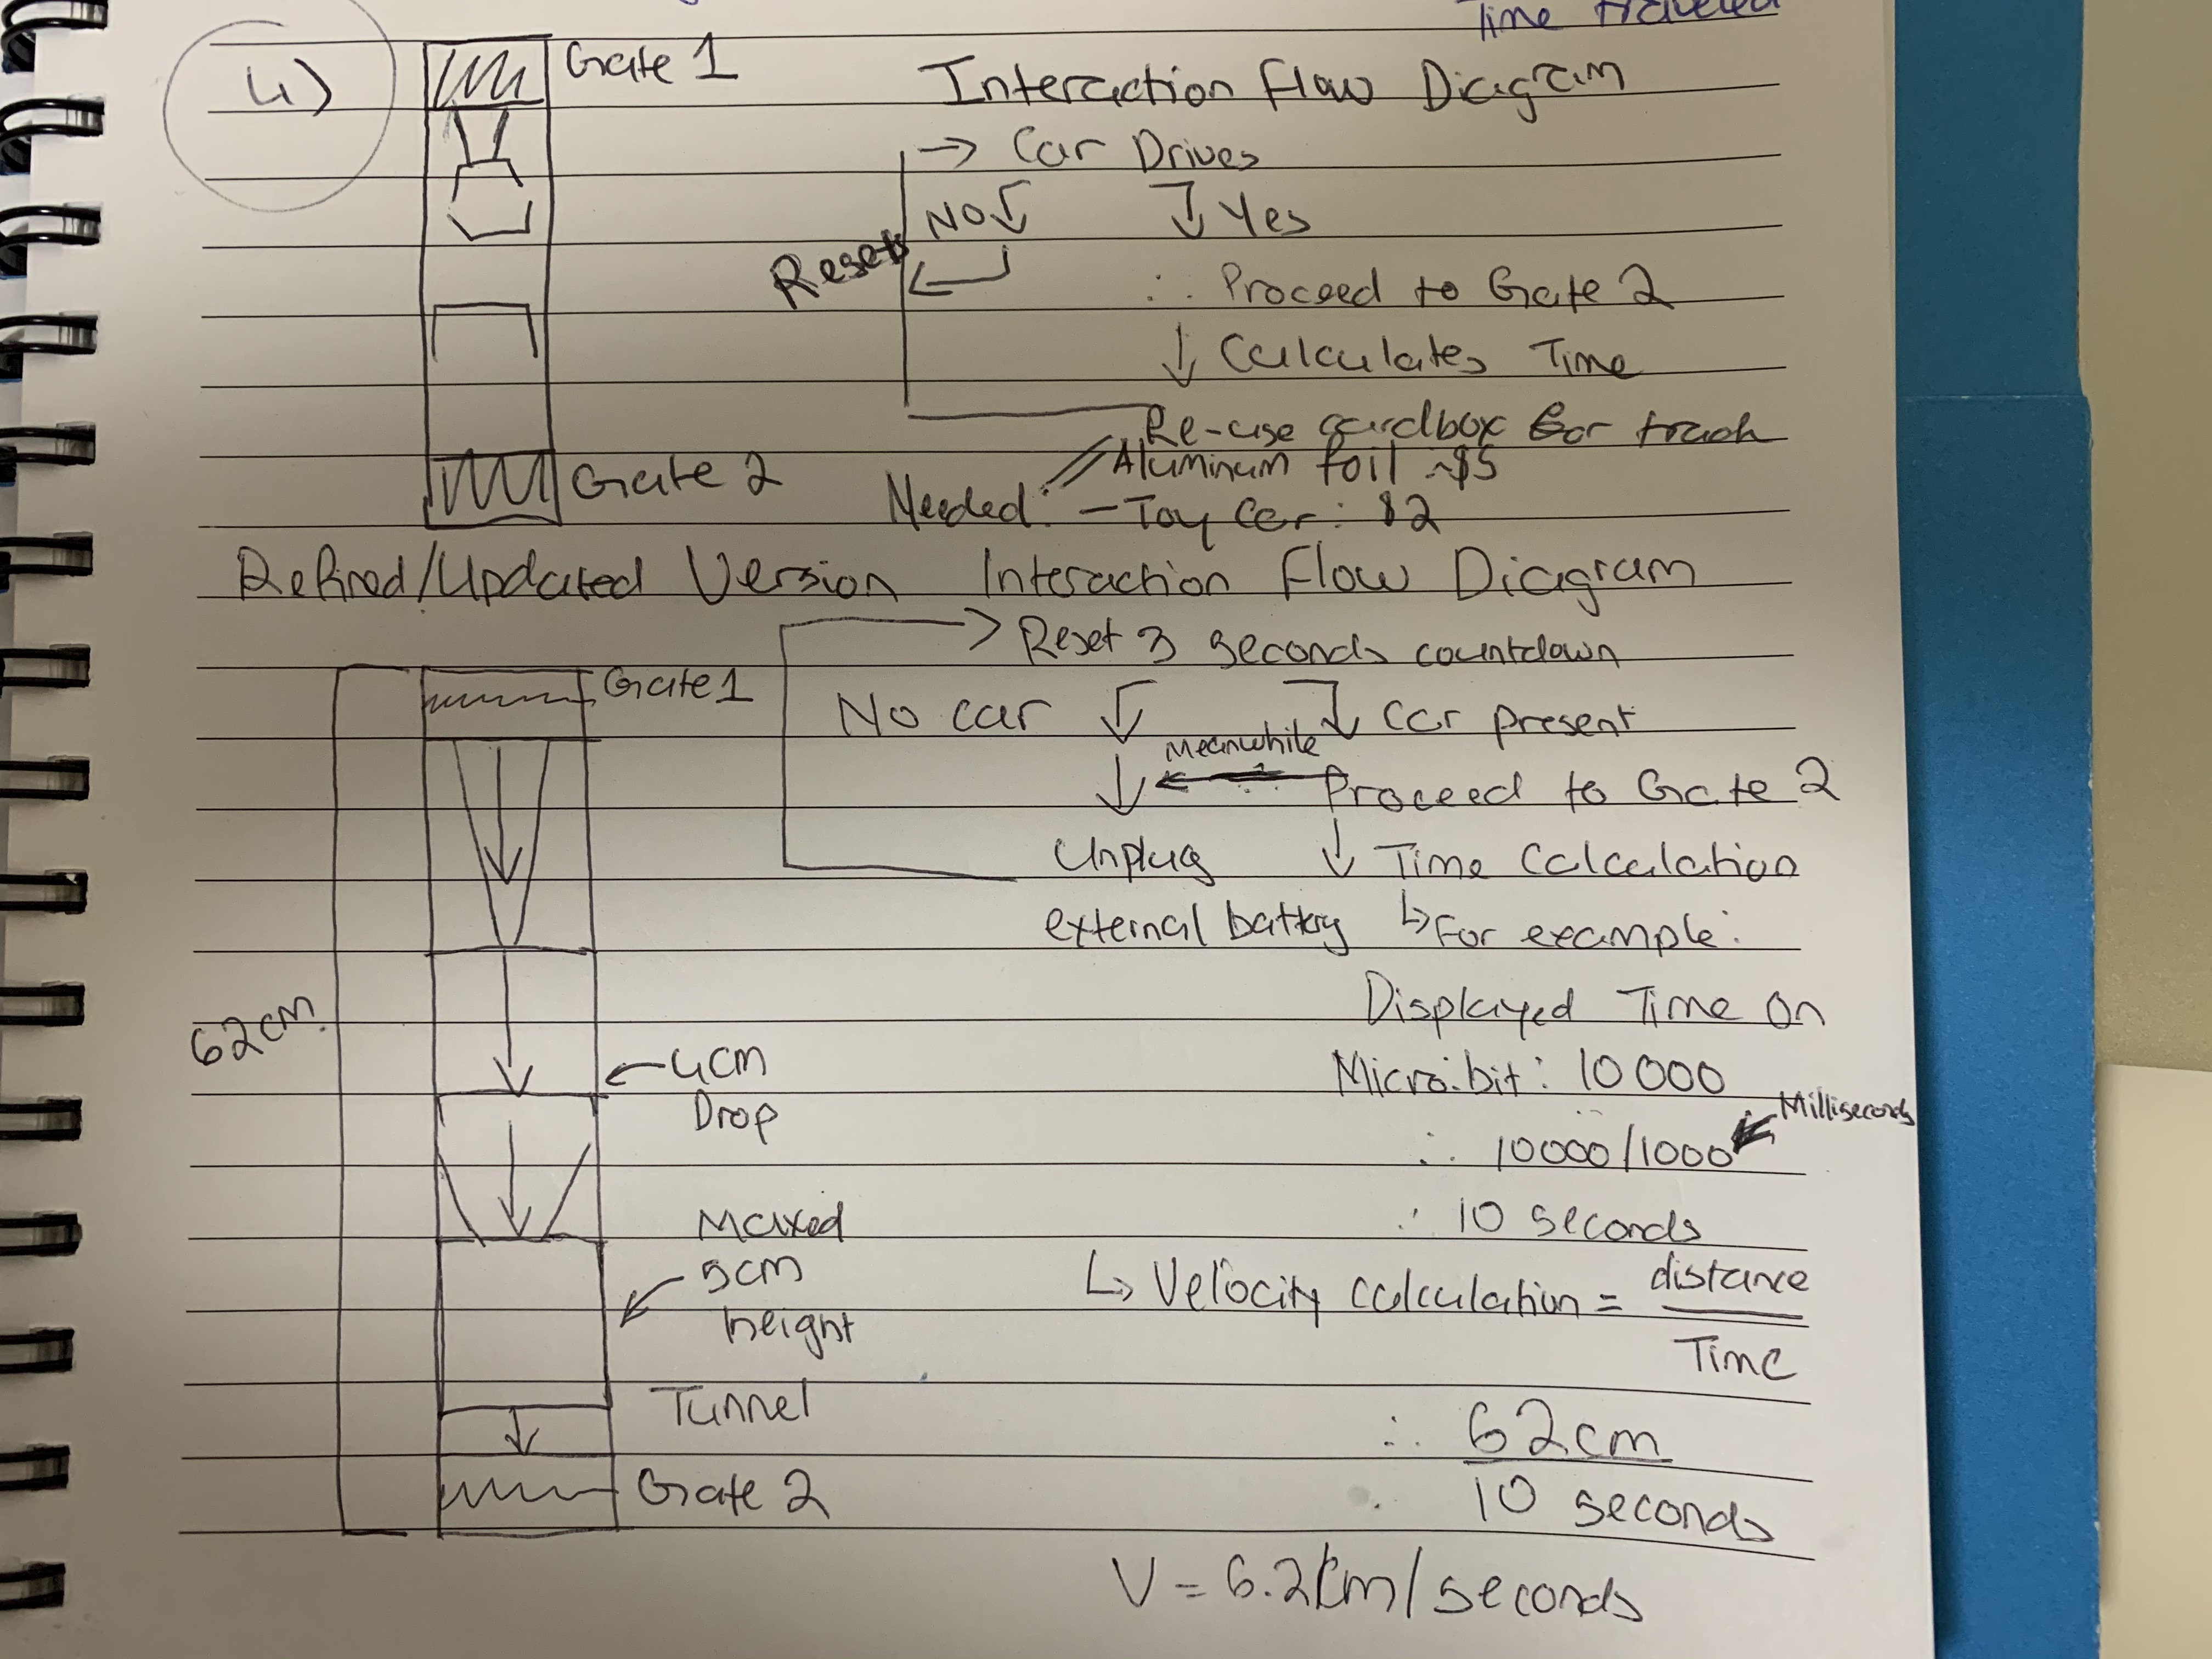 Time Traveled
4)
Gate 1
Interaction Flow Diagram
→ Car Drives
NO Yes
Reset
∴ Proceed to Gate 2
↓ Calculates Time
Re-use cardbox for track
Aluminum foil ~$5
Gate 2
Needed: - Toy Car: $2
Refined/Updated Version Interaction Flow Diagram
Reset 3 seconds countdown
Gate 1
No car Car present
Meanwhile
Proceed to Gate 2
Unplug ↓ Time Calculation
external battery ↳ For example:
62cm
Displayed Time on
4cm
Drop
Micro:bit: 10000
Milliseconds
∴ 10000/1000
Maxed
5cm
height
∴ 10 seconds
↳ Velocity calculation = distance
Time
Tunnel
∴ 62cm
10 seconds
Gate 2
V = 6.2cm/seconds